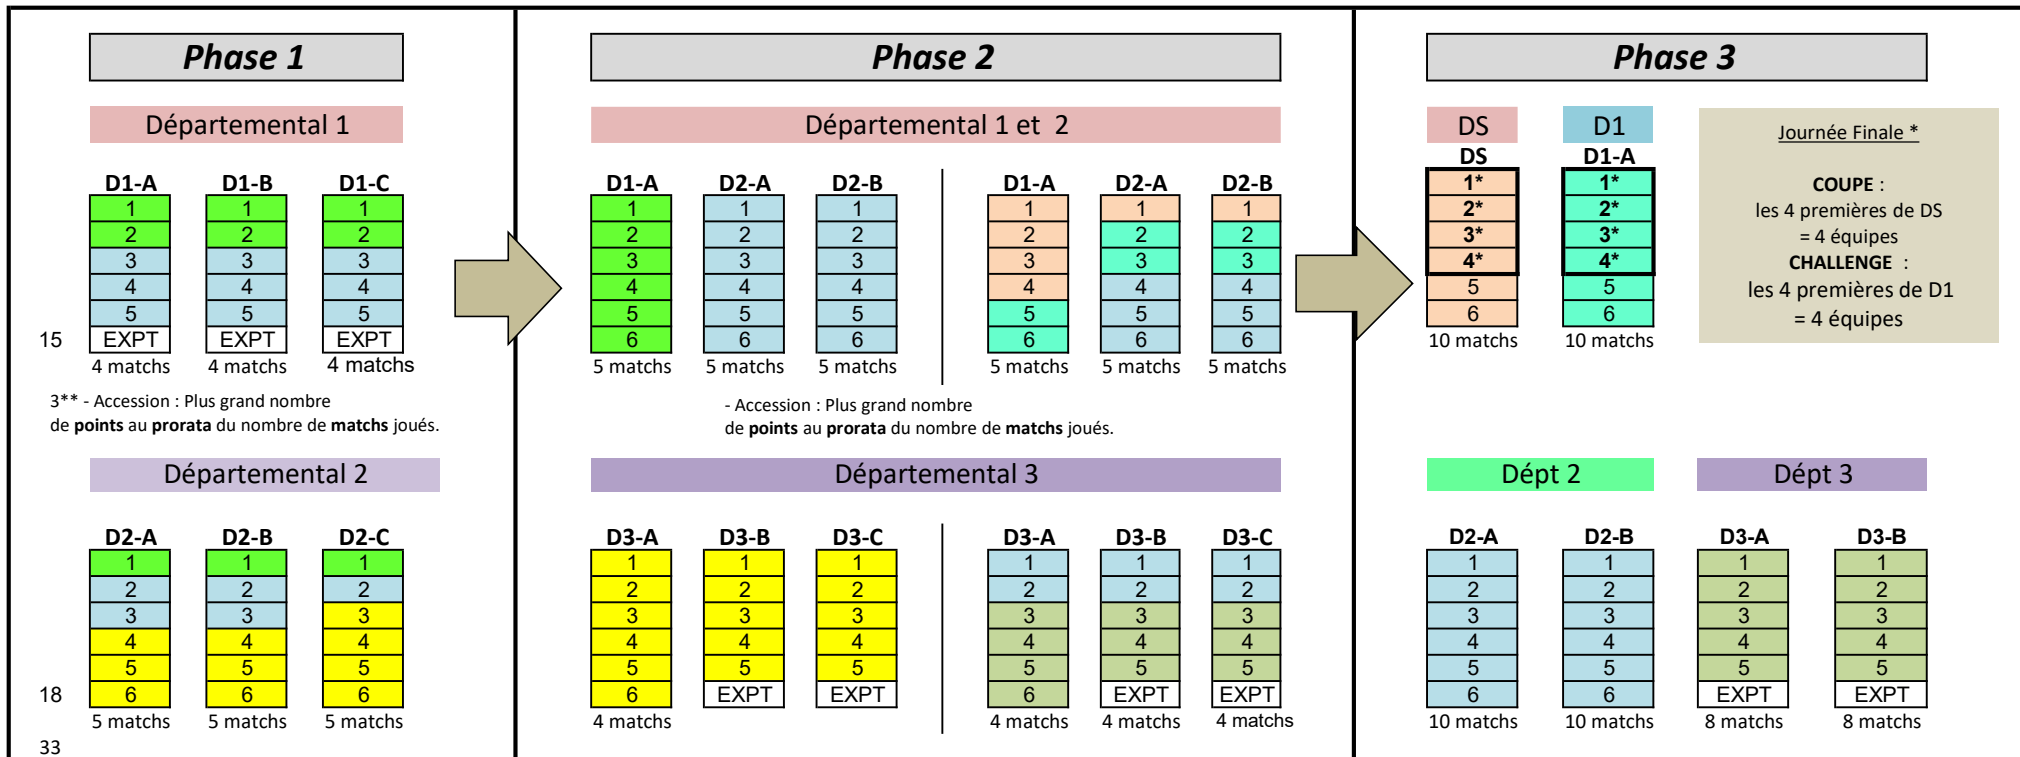 Phase 1
Départemental 1
D1-A D1-B D1-C
1 1 1
2 2 2
3 3 3
4 4 4
5 5 5
15 EXPT EXPT EXPT
4 matchs 4 matchs 4 matchs
3** - Accession : Plus grand nombre
de points au prorata du nombre de matchs joués.
Départemental 2
D2-A D2-B D2-C
1 1 1
2 2 2
3 3 3
4 4 4
5 5 5
18 6 6 6
5 matchs 5 matchs 5 matchs
33
Phase 2
Départemental 1 et 2
D1-A D2-A D2-B D1-A D2-A D2-B
1 1 1 1 1 1
2 2 2 2 2 2
3 3 3 3 3 3
4 4 4 4 4 4
5 5 5 5 5 5
6 6 6 6 6 6
5 matchs 5 matchs 5 matchs 5 matchs 5 matchs 5 matchs
- Accession : Plus grand nombre
de points au prorata du nombre de matchs joués.
Départemental 3
D3-A D3-B D3-C D3-A D3-B D3-C
1 1 1 1 1 1
2 2 2 2 2 2
3 3 3 3 3 3
4 4 4 4 4 4
5 5 5 5 5 5
6 EXPT EXPT 6 EXPT EXPT
4 matchs 4 matchs 4 matchs 4 matchs
Phase 3
DS D1
DS D1-A
1* 1*
2* 2*
3* 3*
4* 4*
5 5
6 6
10 matchs 10 matchs
Journée Finale *
COUPE :
les 4 premières de DS
= 4 équipes
CHALLENGE :
les 4 premières de D1
= 4 équipes
Dépt 2 Dépt 3
D2-A D2-B D3-A D3-B
1 1 1 1
2 2 2 2
3 3 3 3
4 4 4 4
5 5 5 5
6 6 EXPT EXPT
10 matchs 10 matchs 8 matchs 8 matchs